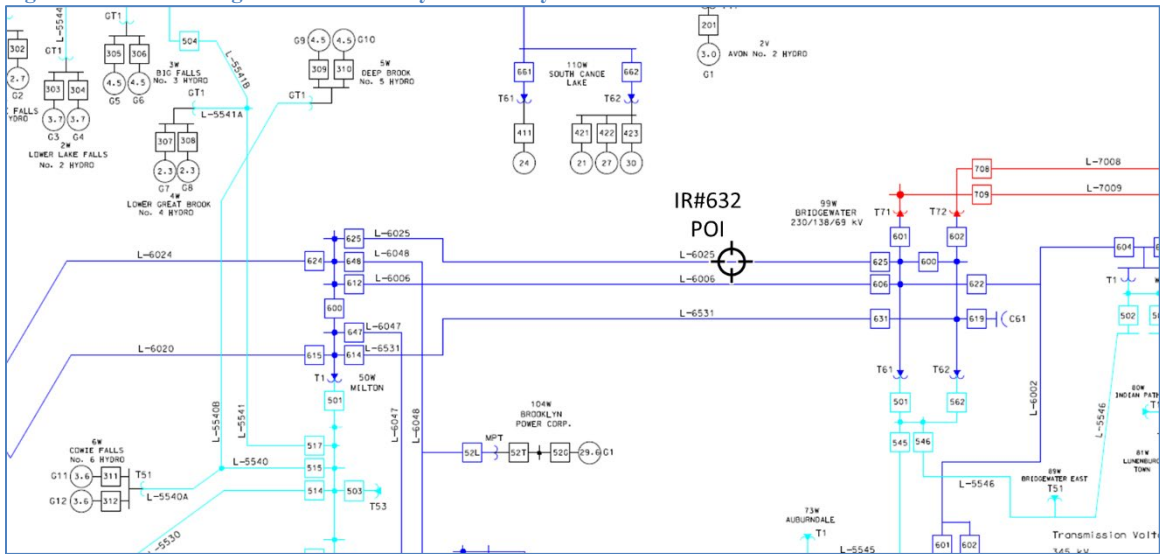 302
2.7
G2
L-5544
GT1
303
304
3.7
3.7
G3
G4
2W
LOWER LAKE FALLS
No. 2 HYDRO
FALLS
HYDRO
GT1
305
306
4.5
4.5
G5
G6
3W
BIG FALLS
No. 3 HYDRO
504
L-5541B
GT1
L-5541A
307
308
2.3
2.3
G7
G8
4W
LOWER GREAT BROOK
No. 4 HYDRO
G9
4.5
4.5
G10
309
310
5W
DEEP BROOK
No. 5 HYDRO
GT1
661
110W
SOUTH CANOE
LAKE
662
T61
T62
411
421
422
423
24
21
27
30
201
3.0
G1
2V
AVON No. 2 HYDRO
IR#632
POI
99W
BRIDGEWATER
230/138/69 kV
T71
T72
708
709
L-7008
L-7009
601
602
L-6024
624
625
L-6025
648
L-6048
612
L-6006
600
647
L-6047
L-6020
615
614
L-6531
T1
50W
MILTON
501
L-6025
L-6006
L-6531
625
600
606
622
631
619
C61
604
T1
502
L-6002
L-5546
T61
T62
501
562
545
546
L-5546
89W
BRIDGEWATER EAST
T51
80W
INDIAN PATH
81W
LUNENBURG
TOWN
L-5540B
L-5541
L-6047
L-6048
104W
BROOKLYN
POWER CORP.
52L
MPT
52T
52G
29.6
G1
6W
COWIE FALLS
No. 6 HYDRO
G11
3.6
311
T51
G12
3.6
312
L-5540A
L-5540
517
515
514
503
T53
L-5530
73W
AUBURNDALE
T1
L-5545
601
602
Transmission Volt
345 kV